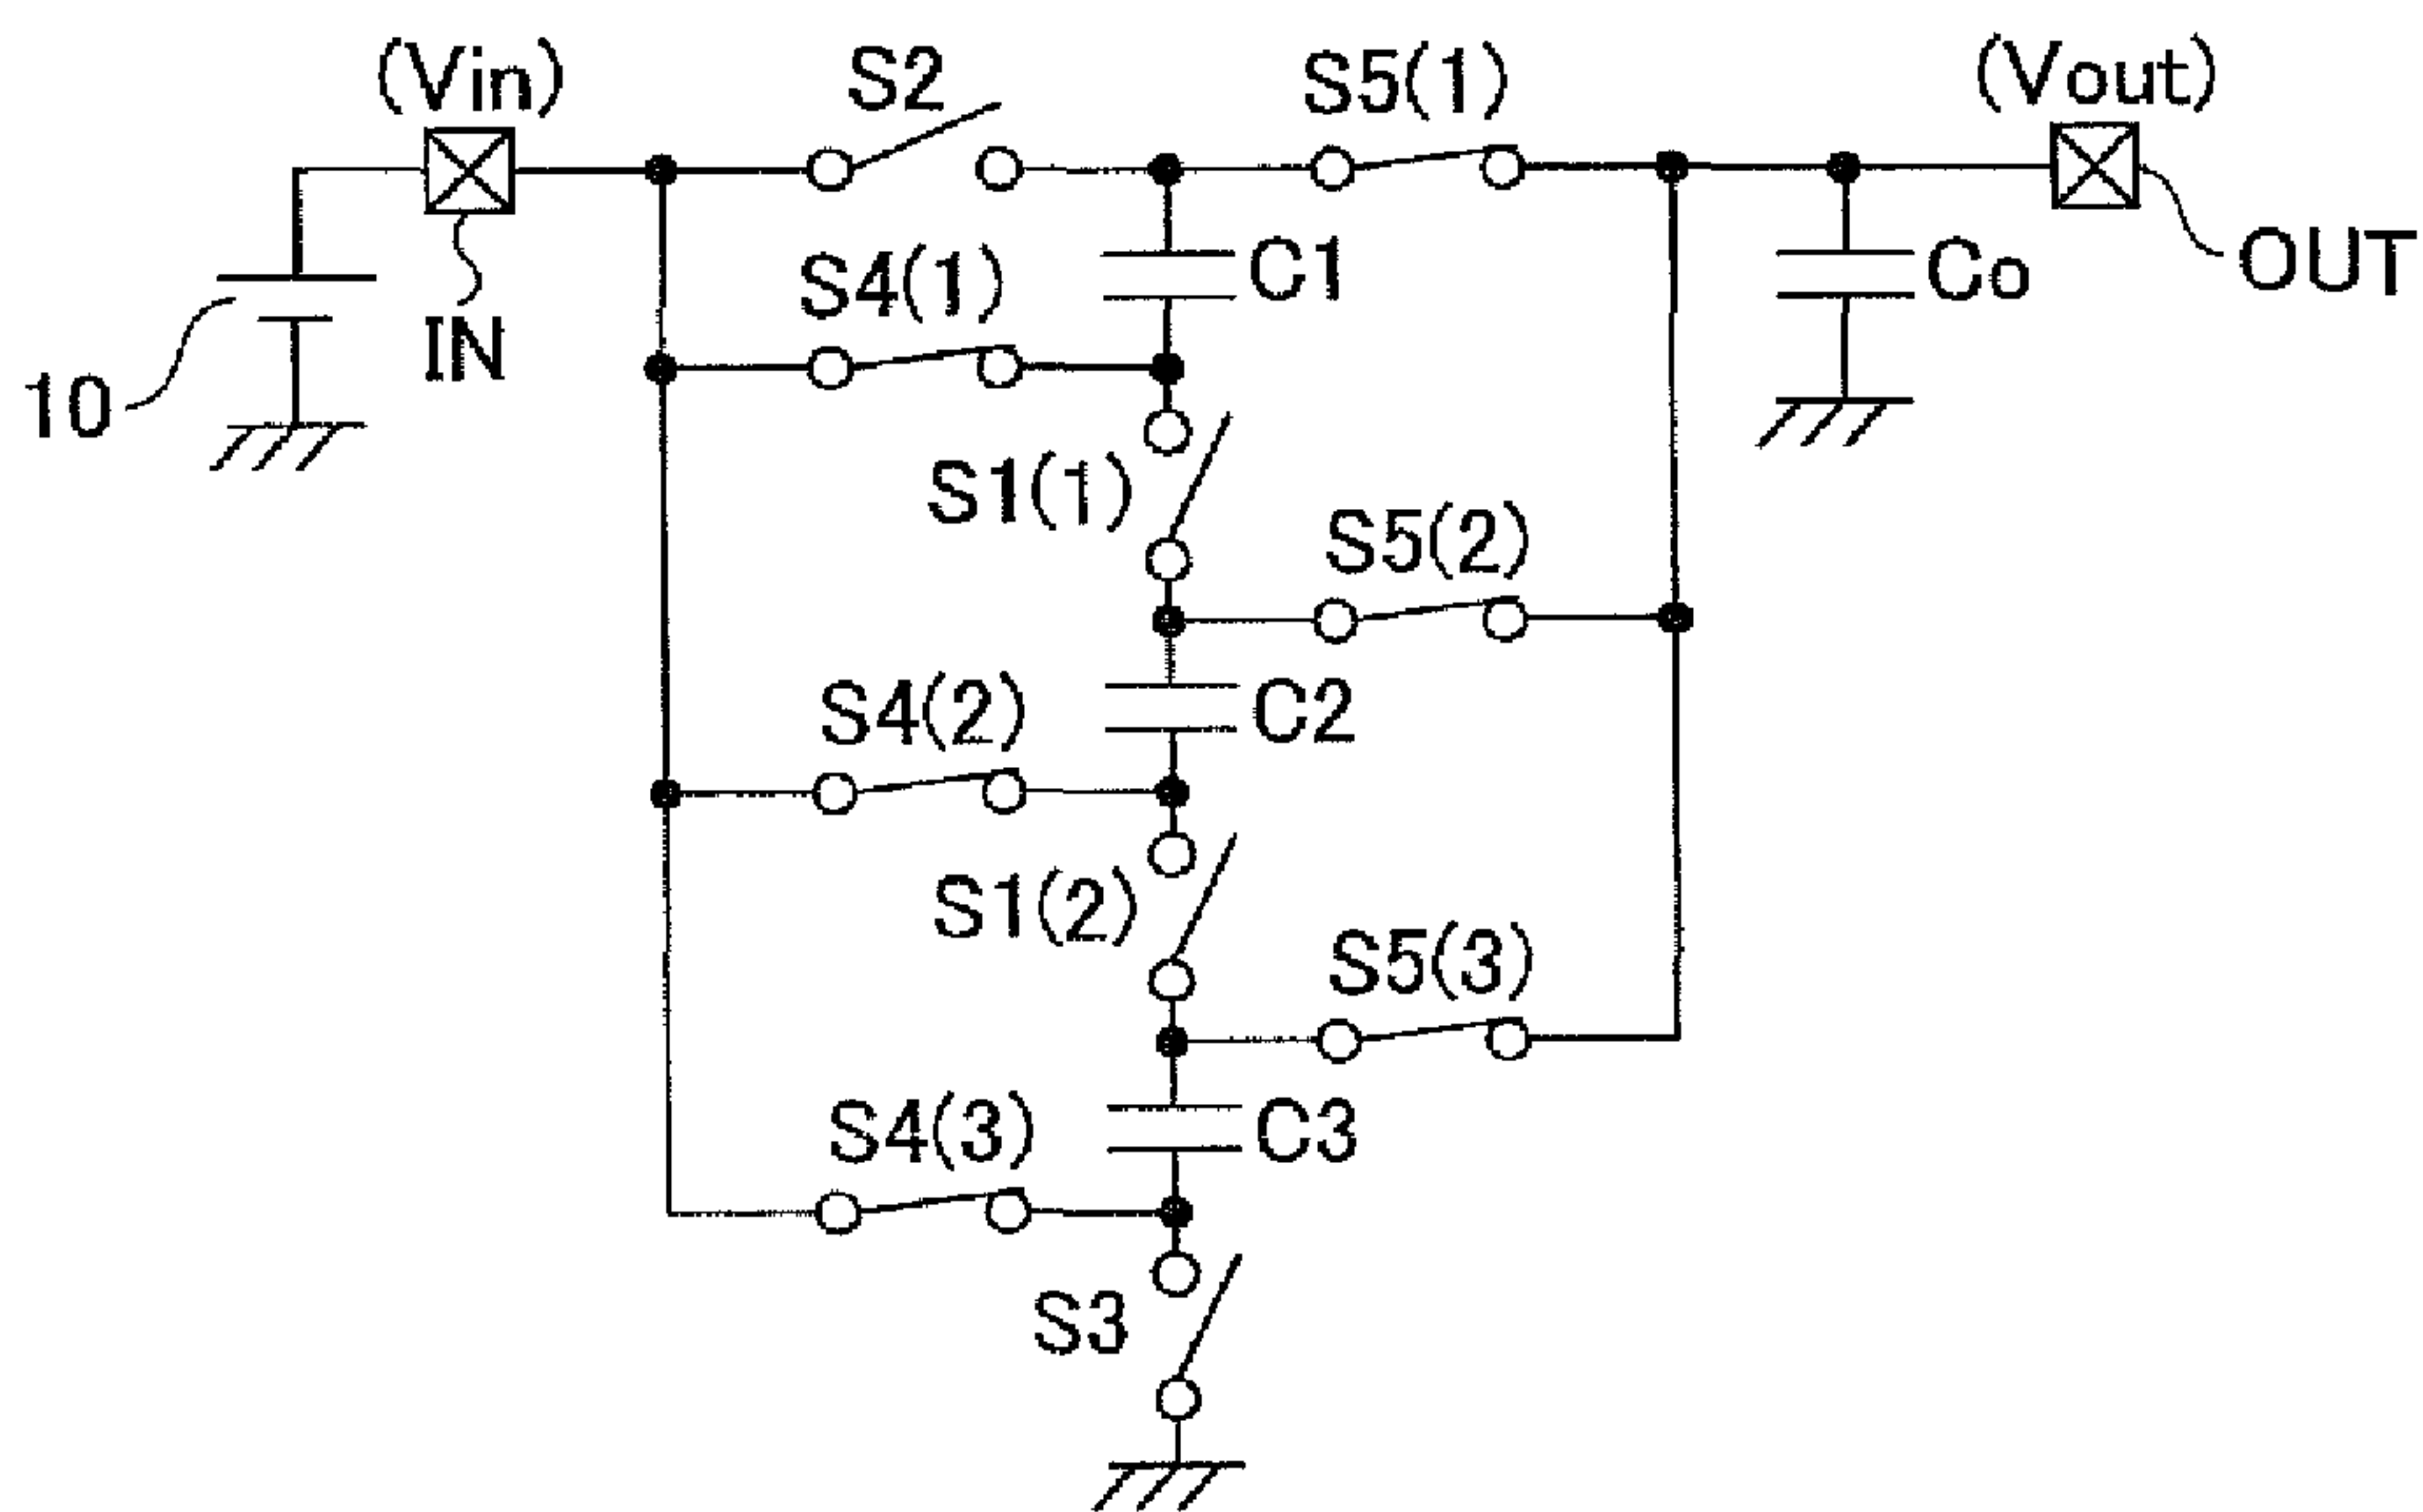 (Vin)
S2
S5(1)
(Vout)
S4(1)
C1
Co
OUT
IN
10
S1(1)
S5(2)
S4(2)
C2
S1(2)
S5(3)
S4(3)
C3
S3